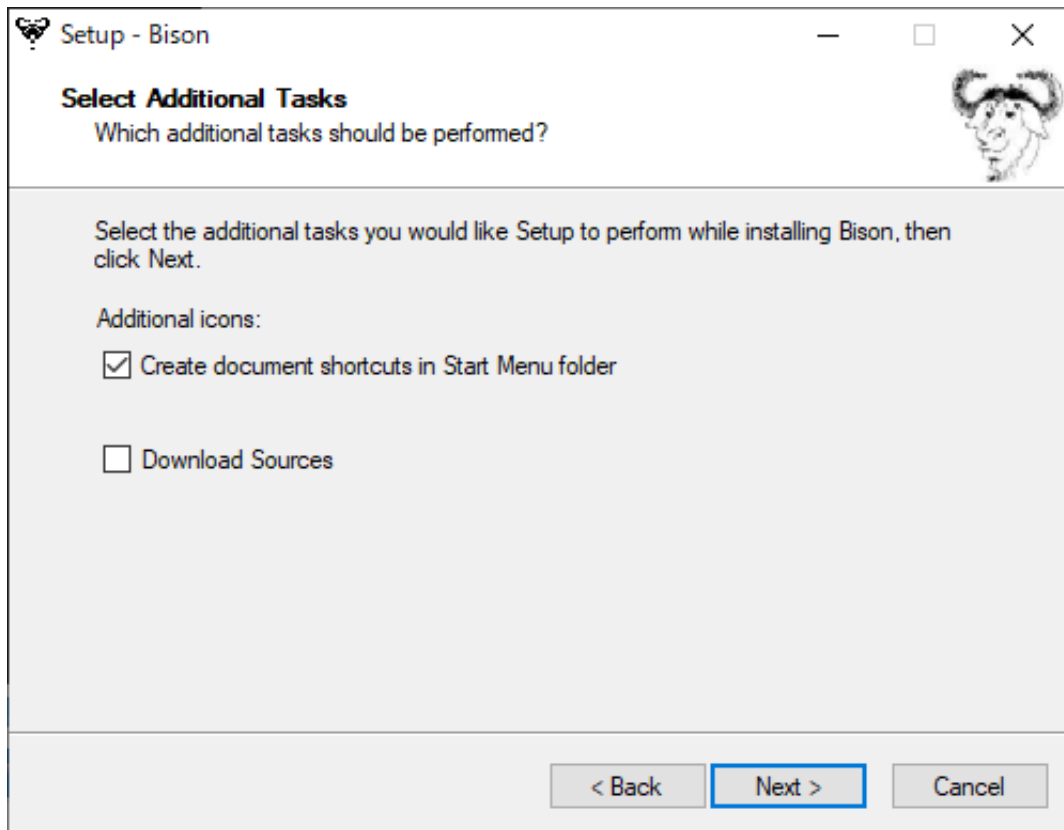 Setup - Bison
Select Additional Tasks
Which additional tasks should be performed?
Select the additional tasks you would like Setup to perform while installing Bison, then
click Next.
Additional icons:
Create document shortcuts in Start Menu folder
Download Sources
< Back
Next >
Cancel